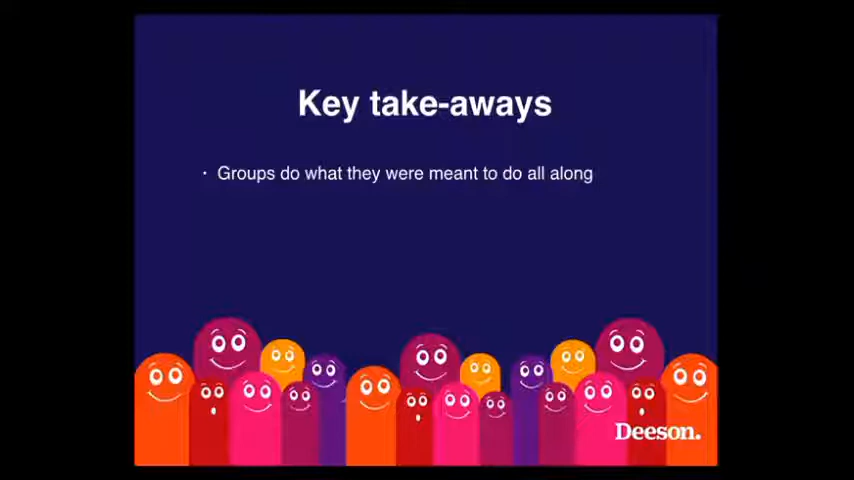 Key take-aways
· Groups do what they were meant to do all along
Deeson.